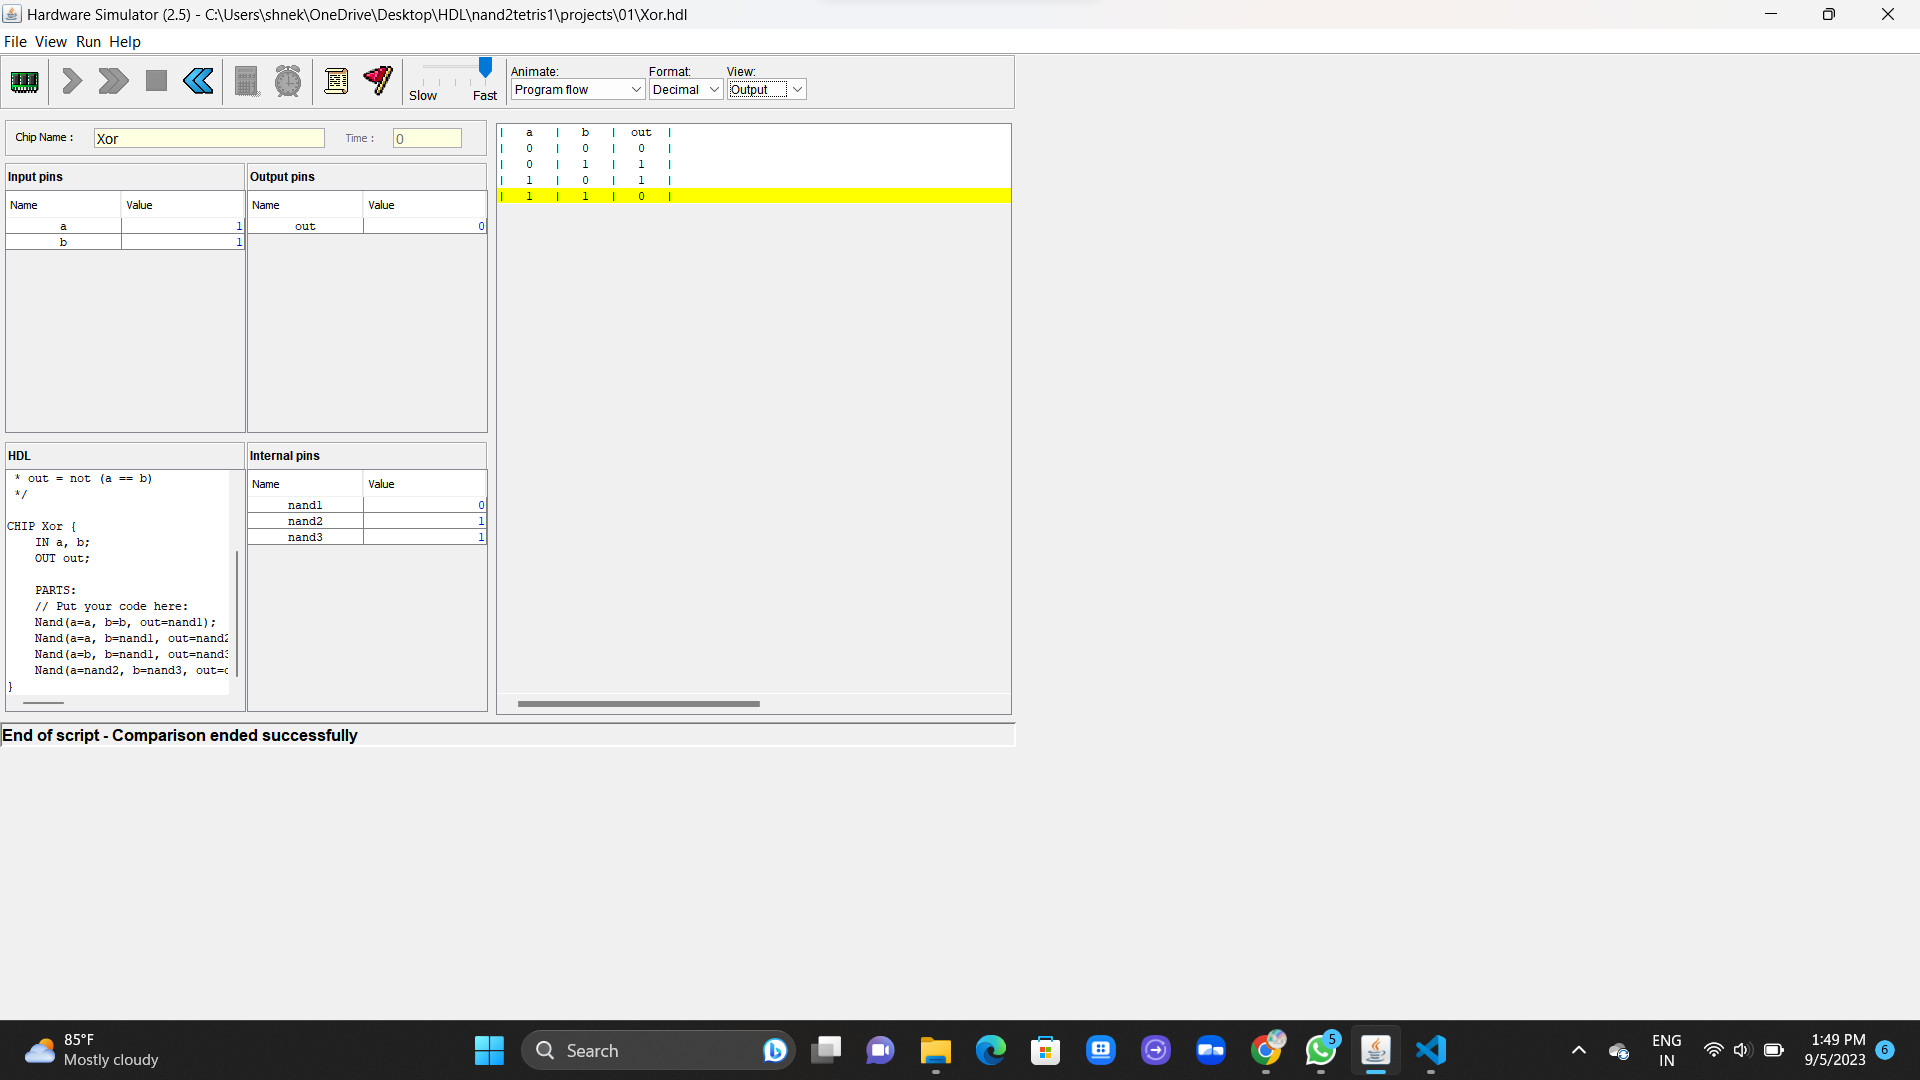 Hardware Simulator (2.5) - C:\Users\shnek\OneDrive\Desktop\HDL\nand2tetris1\projects\01\Xor.hdl
File View Run Help
Slow Fast
Animate: Format: View:
Program flow Decimal Output
Chip Name : Xor Time : 0
Input pins
Name Value
a 1
b 1
Output pins
Name Value
out 0
| a | b | out |
| 0 | 0 | 0 |
| 0 | 1 | 1 |
| 1 | 0 | 1 |
| 1 | 1 | 0 |
HDL
* out = not (a == b)
*/
CHIP Xor {
IN a, b;
OUT out;
PARTS:
// Put your code here:
Nand(a=a, b=b, out=nand1);
Nand(a=a, b=nand1, out=nand2
Nand(a=b, b=nand1, out=nand3
Nand(a=nand2, b=nand3, out=
}
Internal pins
Name Value
nand1 0
nand2 1
nand3 1
End of script - Comparison ended successfully
85°F
Mostly cloudy
Search
5
ENG
IN
1:49 PM
9/5/2023
6